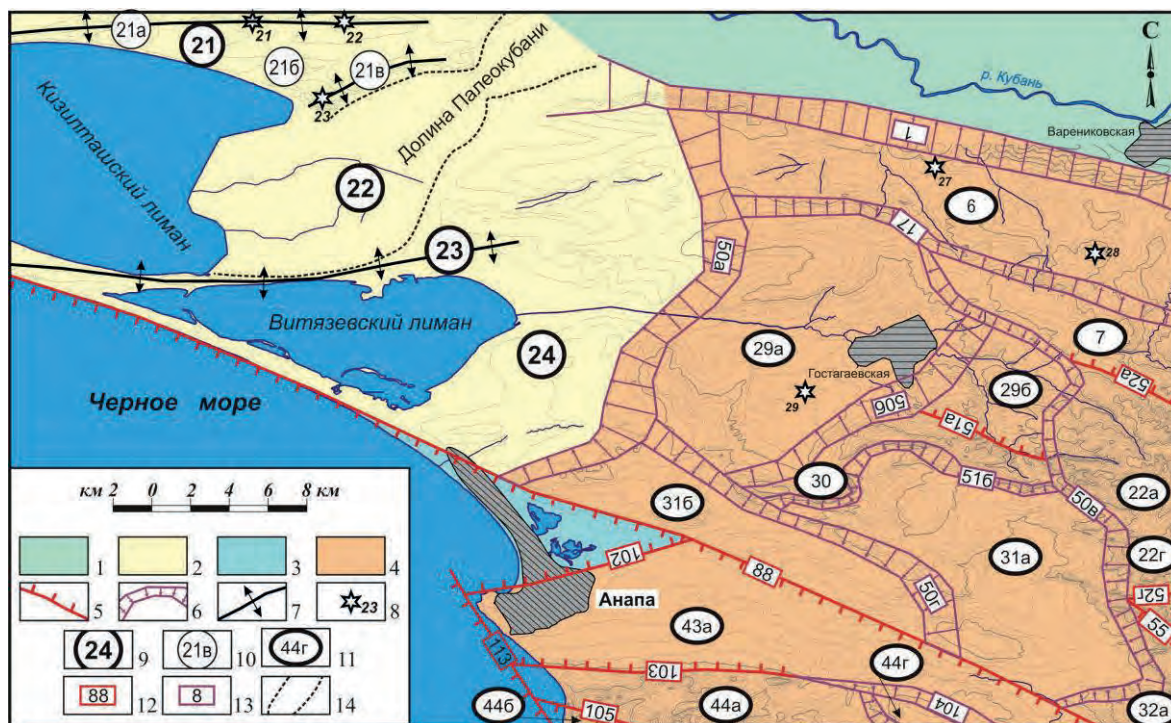 21а
21
21
22
21б
21в
23
С
р. Кубань
Варениковская
Кизилташский лиман
Долина Палеокубани
1
27
6
22
17
28
50а
23
Витязевский лиман
24
29а
7
Гостагаевская
52а
29
29б
50б
51а
Черное море
30
51б
31б
50в
22а
км 2 0 2 4 6 8 км
102
88
31а
22г
52г
55
1
2
3
4
5
6
7
23
8
Анапа
50г
43а
113
24
9
21в
10
44г
11
103
44г
88
12
8
13
14
44б
105
44а
104
32а